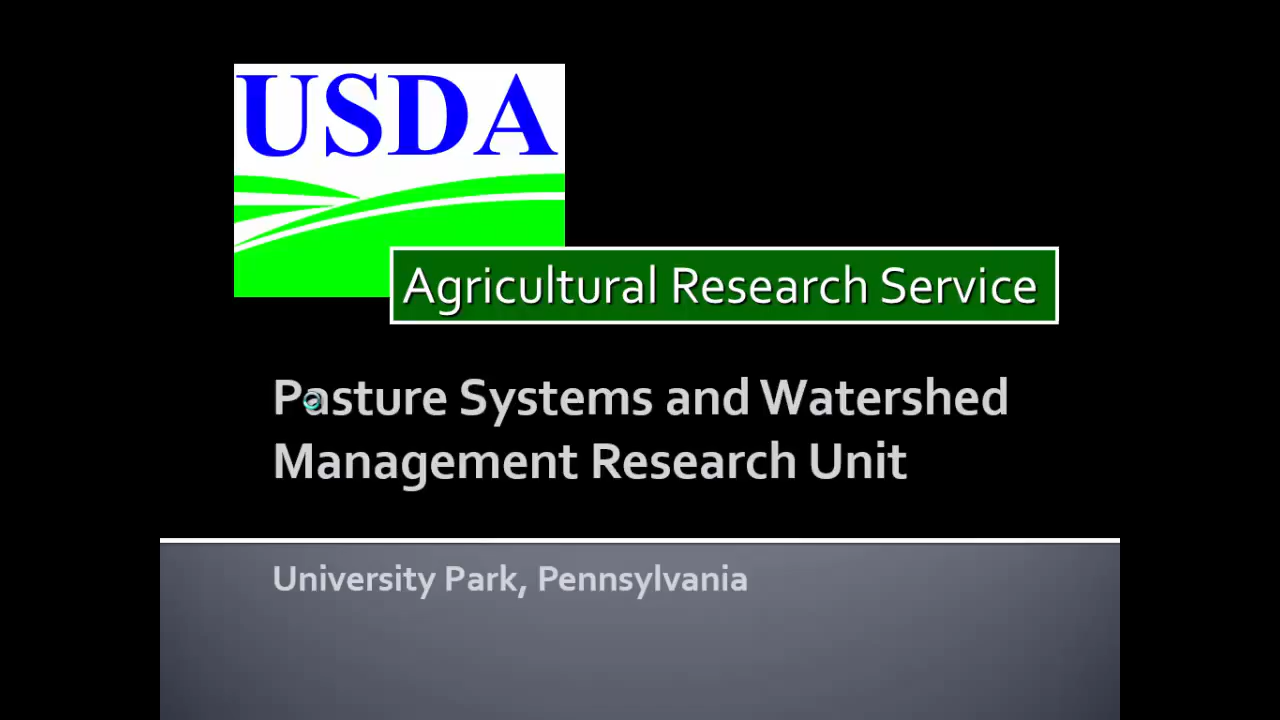 USDA
Agricultural Research Service
Pasture Systems and Watershed
Management Research Unit
University Park, Pennsylvania